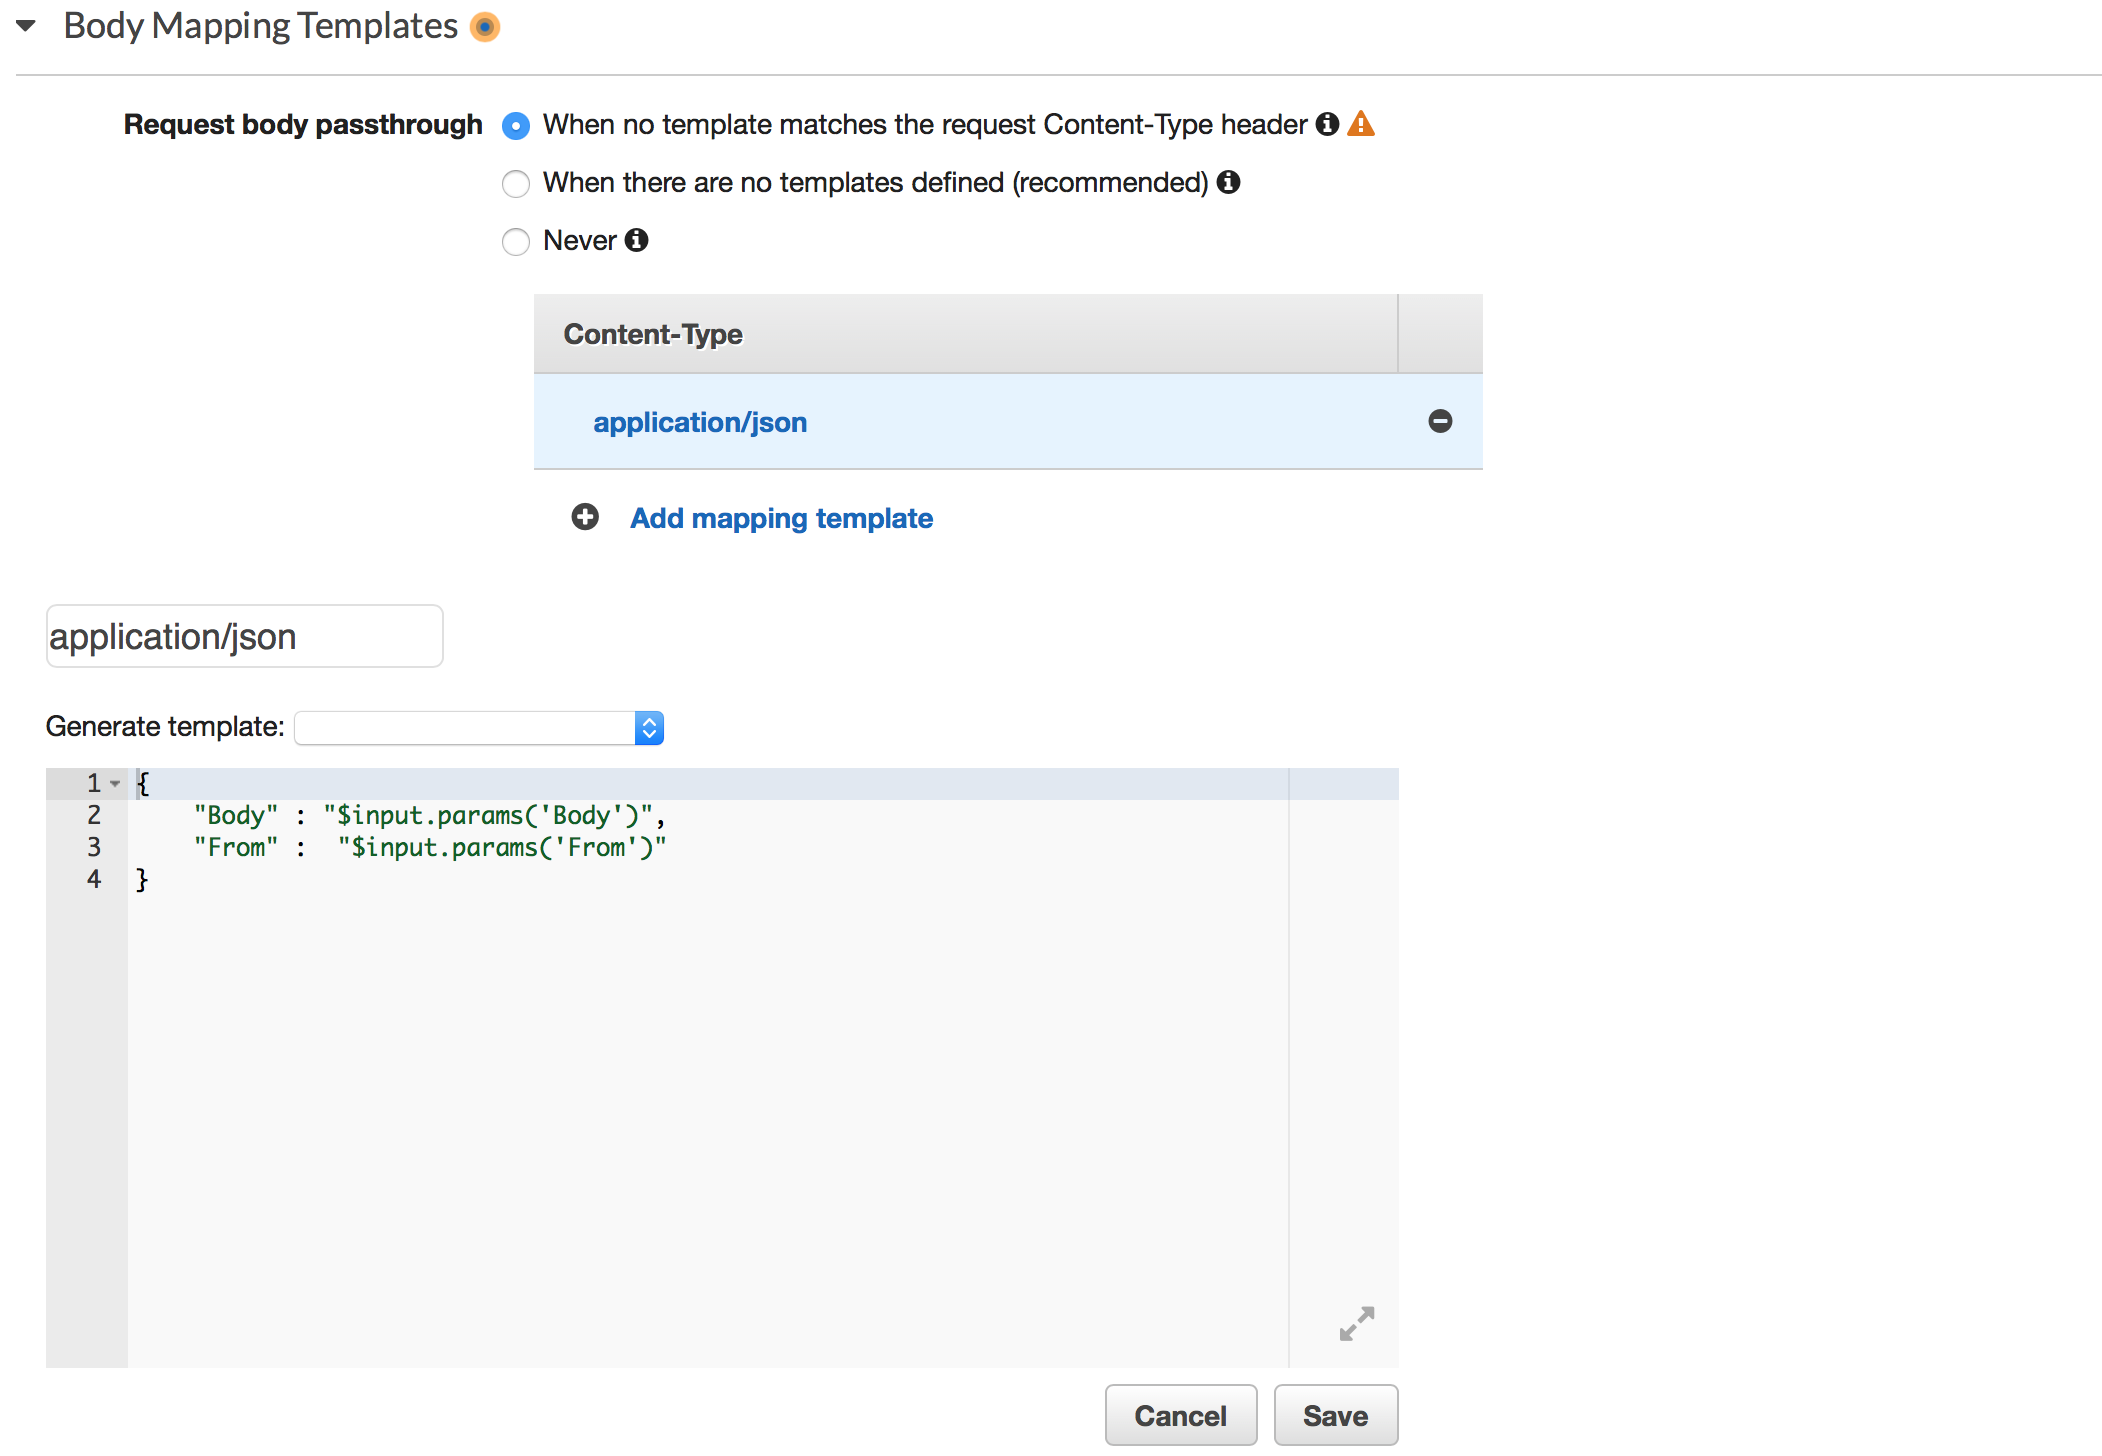 Body Mapping Templates
Request body passthrough
When no template matches the request Content-Type header
When there are no templates defined (recommended)
Never
Content-Type
application/json
Add mapping template
application/json
Generate template:
1 {
2     "Body" : "$input.params('Body')",
3     "From" :  "$input.params('From')"
4 }
Cancel
Save